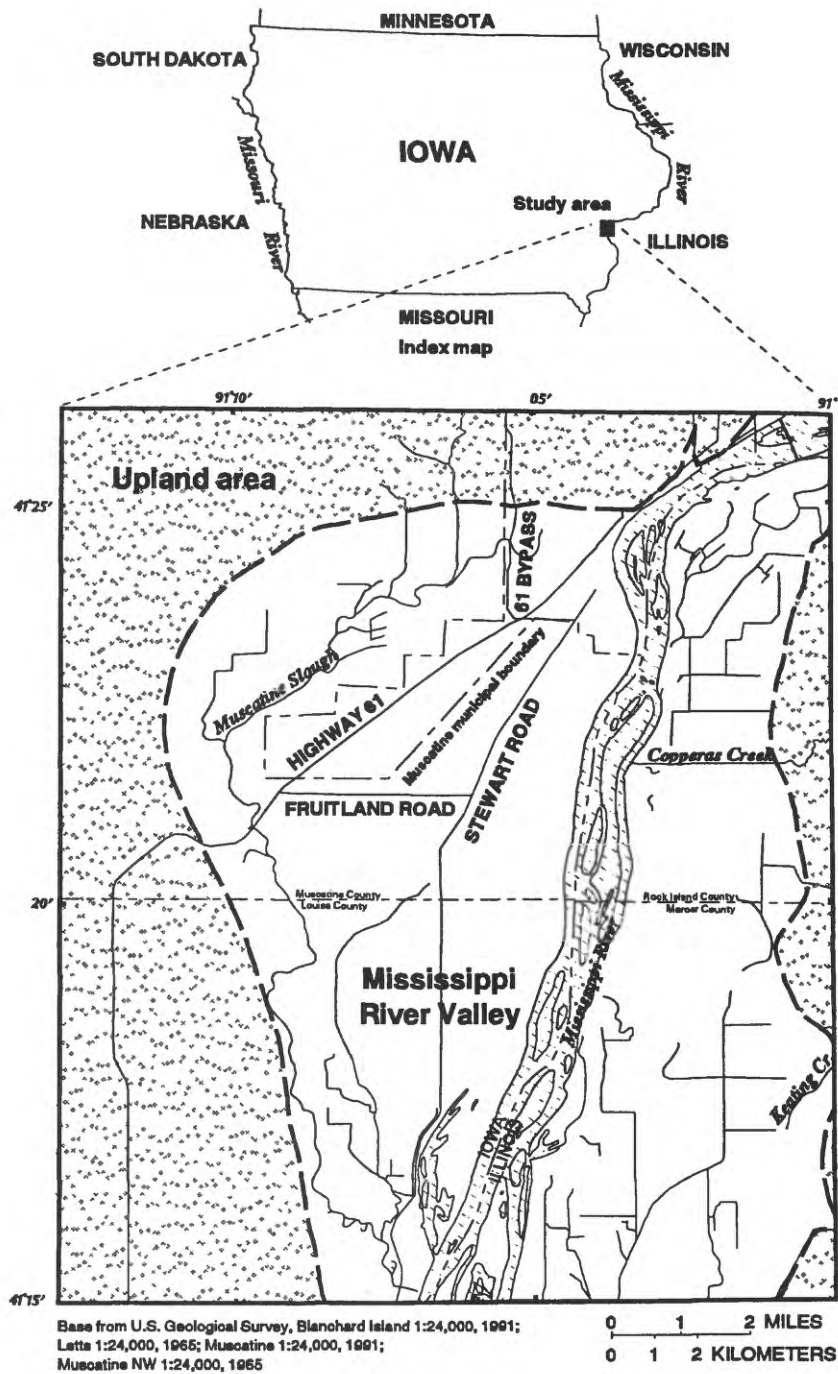 MINNESOTA
SOUTH DAKOTA
WISCONSIN
Mississippi
River
IOWA
Missouri
River
NEBRASKA
Study area
ILLINOIS
MISSOURI
Index map
91°10'
05'
91°
41°25'
Upland area
61 BYPASS
Muscatine Slough
HIGHWAY 61
Muscatine municipal boundary
STEWART ROAD
Copperas Creek
FRUITLAND ROAD
20'
Muscatine County
Louisa County
Rock Island County
Mercer County
Mississippi River
Mississippi
River Valley
Keating Cr
IOWA
ILLINOIS
41°15'
Base from U.S. Geological Survey, Blanchard Island 1:24,000, 1991;
Letts 1:24,000, 1965; Muscatine 1:24,000, 1991;
Muscatine NW 1:24,000, 1965
0 1 2 MILES
0 1 2 KILOMETERS